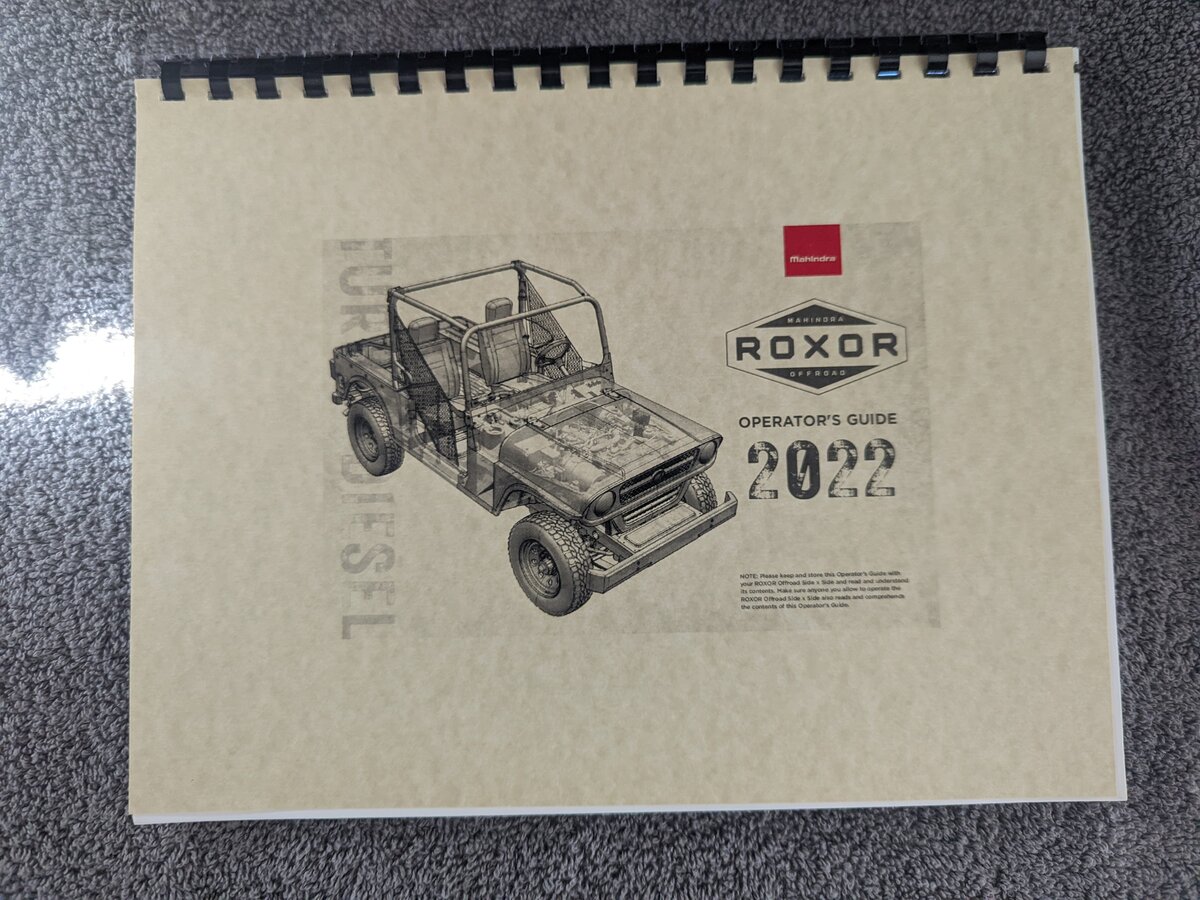 Mahindra
MAHINDRA
ROXOR
OFFROAD
OPERATOR'S GUIDE
2022
NOTE: Please keep and store this Operator's Guide with
your ROXOR Offroad Side x Side and read and understand
its contents. Make sure anyone you allow to operate the
ROXOR Offroad Side x Side also reads and comprehends
the contents of this Operator's Guide.
DIESEL